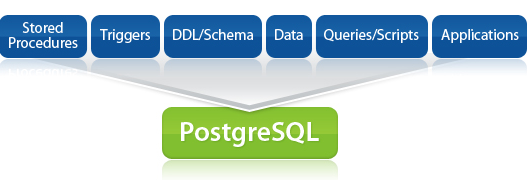 Stored
Procedures
Triggers
DDL/Schema
Data
Queries/Scripts
Applications
PostgreSQL